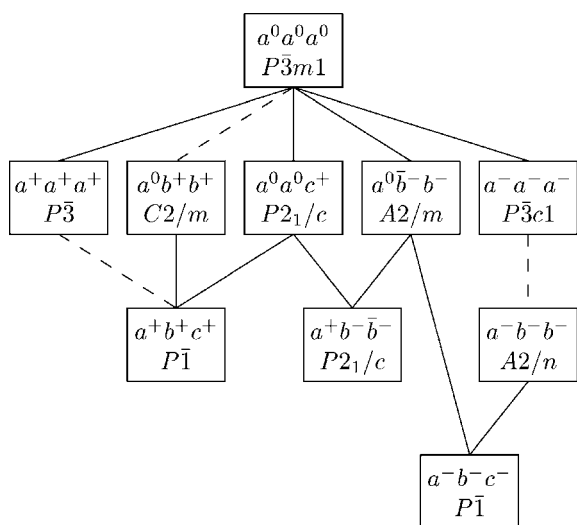 a⁰a⁰a⁰
P3̄m1
a⁺a⁺a⁺
P3̄
a⁰b⁺b⁺
C2/m
a⁰a⁰c⁺
P2₁/c
a⁰b̄⁻b⁻
A2/m
a⁻a⁻a⁻
P3̄c1
a⁺b⁺c⁺
P1̄
a⁺b⁻b̄⁻
P2₁/c
a⁻b⁻b⁻
A2/n
a⁻b⁻c⁻
P1̄